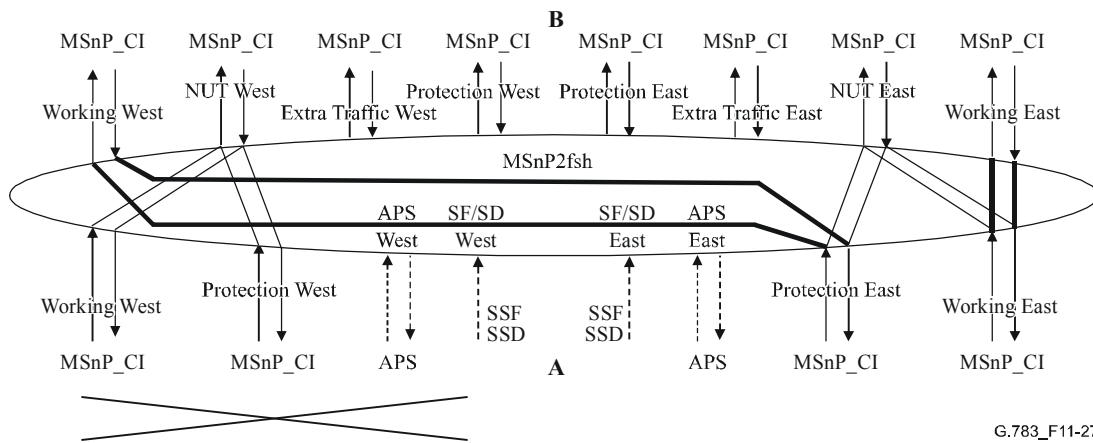 B
MSnP_CI MSnP_CI MSnP_CI MSnP_CI MSnP_CI MSnP_CI MSnP_CI MSnP_CI
Working West NUT West Extra Traffic West Protection West Protection East Extra Traffic East NUT East Working East
MSnP2fsh
APS SF/SD SF/SD APS
West West East East
Working West Protection West SSF SSF Protection East Working East
SSD SSD
MSnP_CI MSnP_CI APS A APS MSnP_CI MSnP_CI
G.783_F11-27